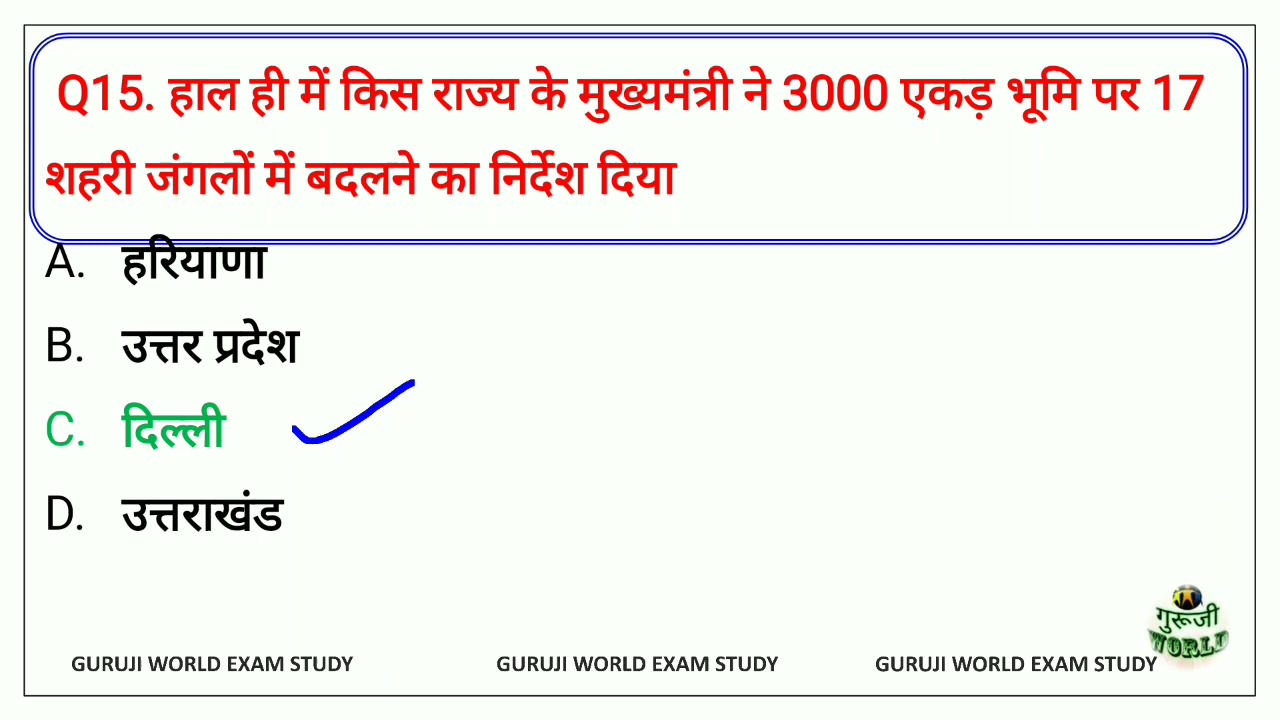 Q15. हाल ही में किस राज्य के मुख्यमंत्री ने 3000 एकड़ भूमि पर 17
शहरी जंगलों में बदलने का निर्देश दिया
A. हरियाणा
B. उत्तर प्रदेश
C. दिल्ली
D. उत्तराखंड
गुरूजी
WORLD
GURUJI WORLD EXAM STUDY GURUJI WORLD EXAM STUDY GURUJI WORLD EXAM STUDY